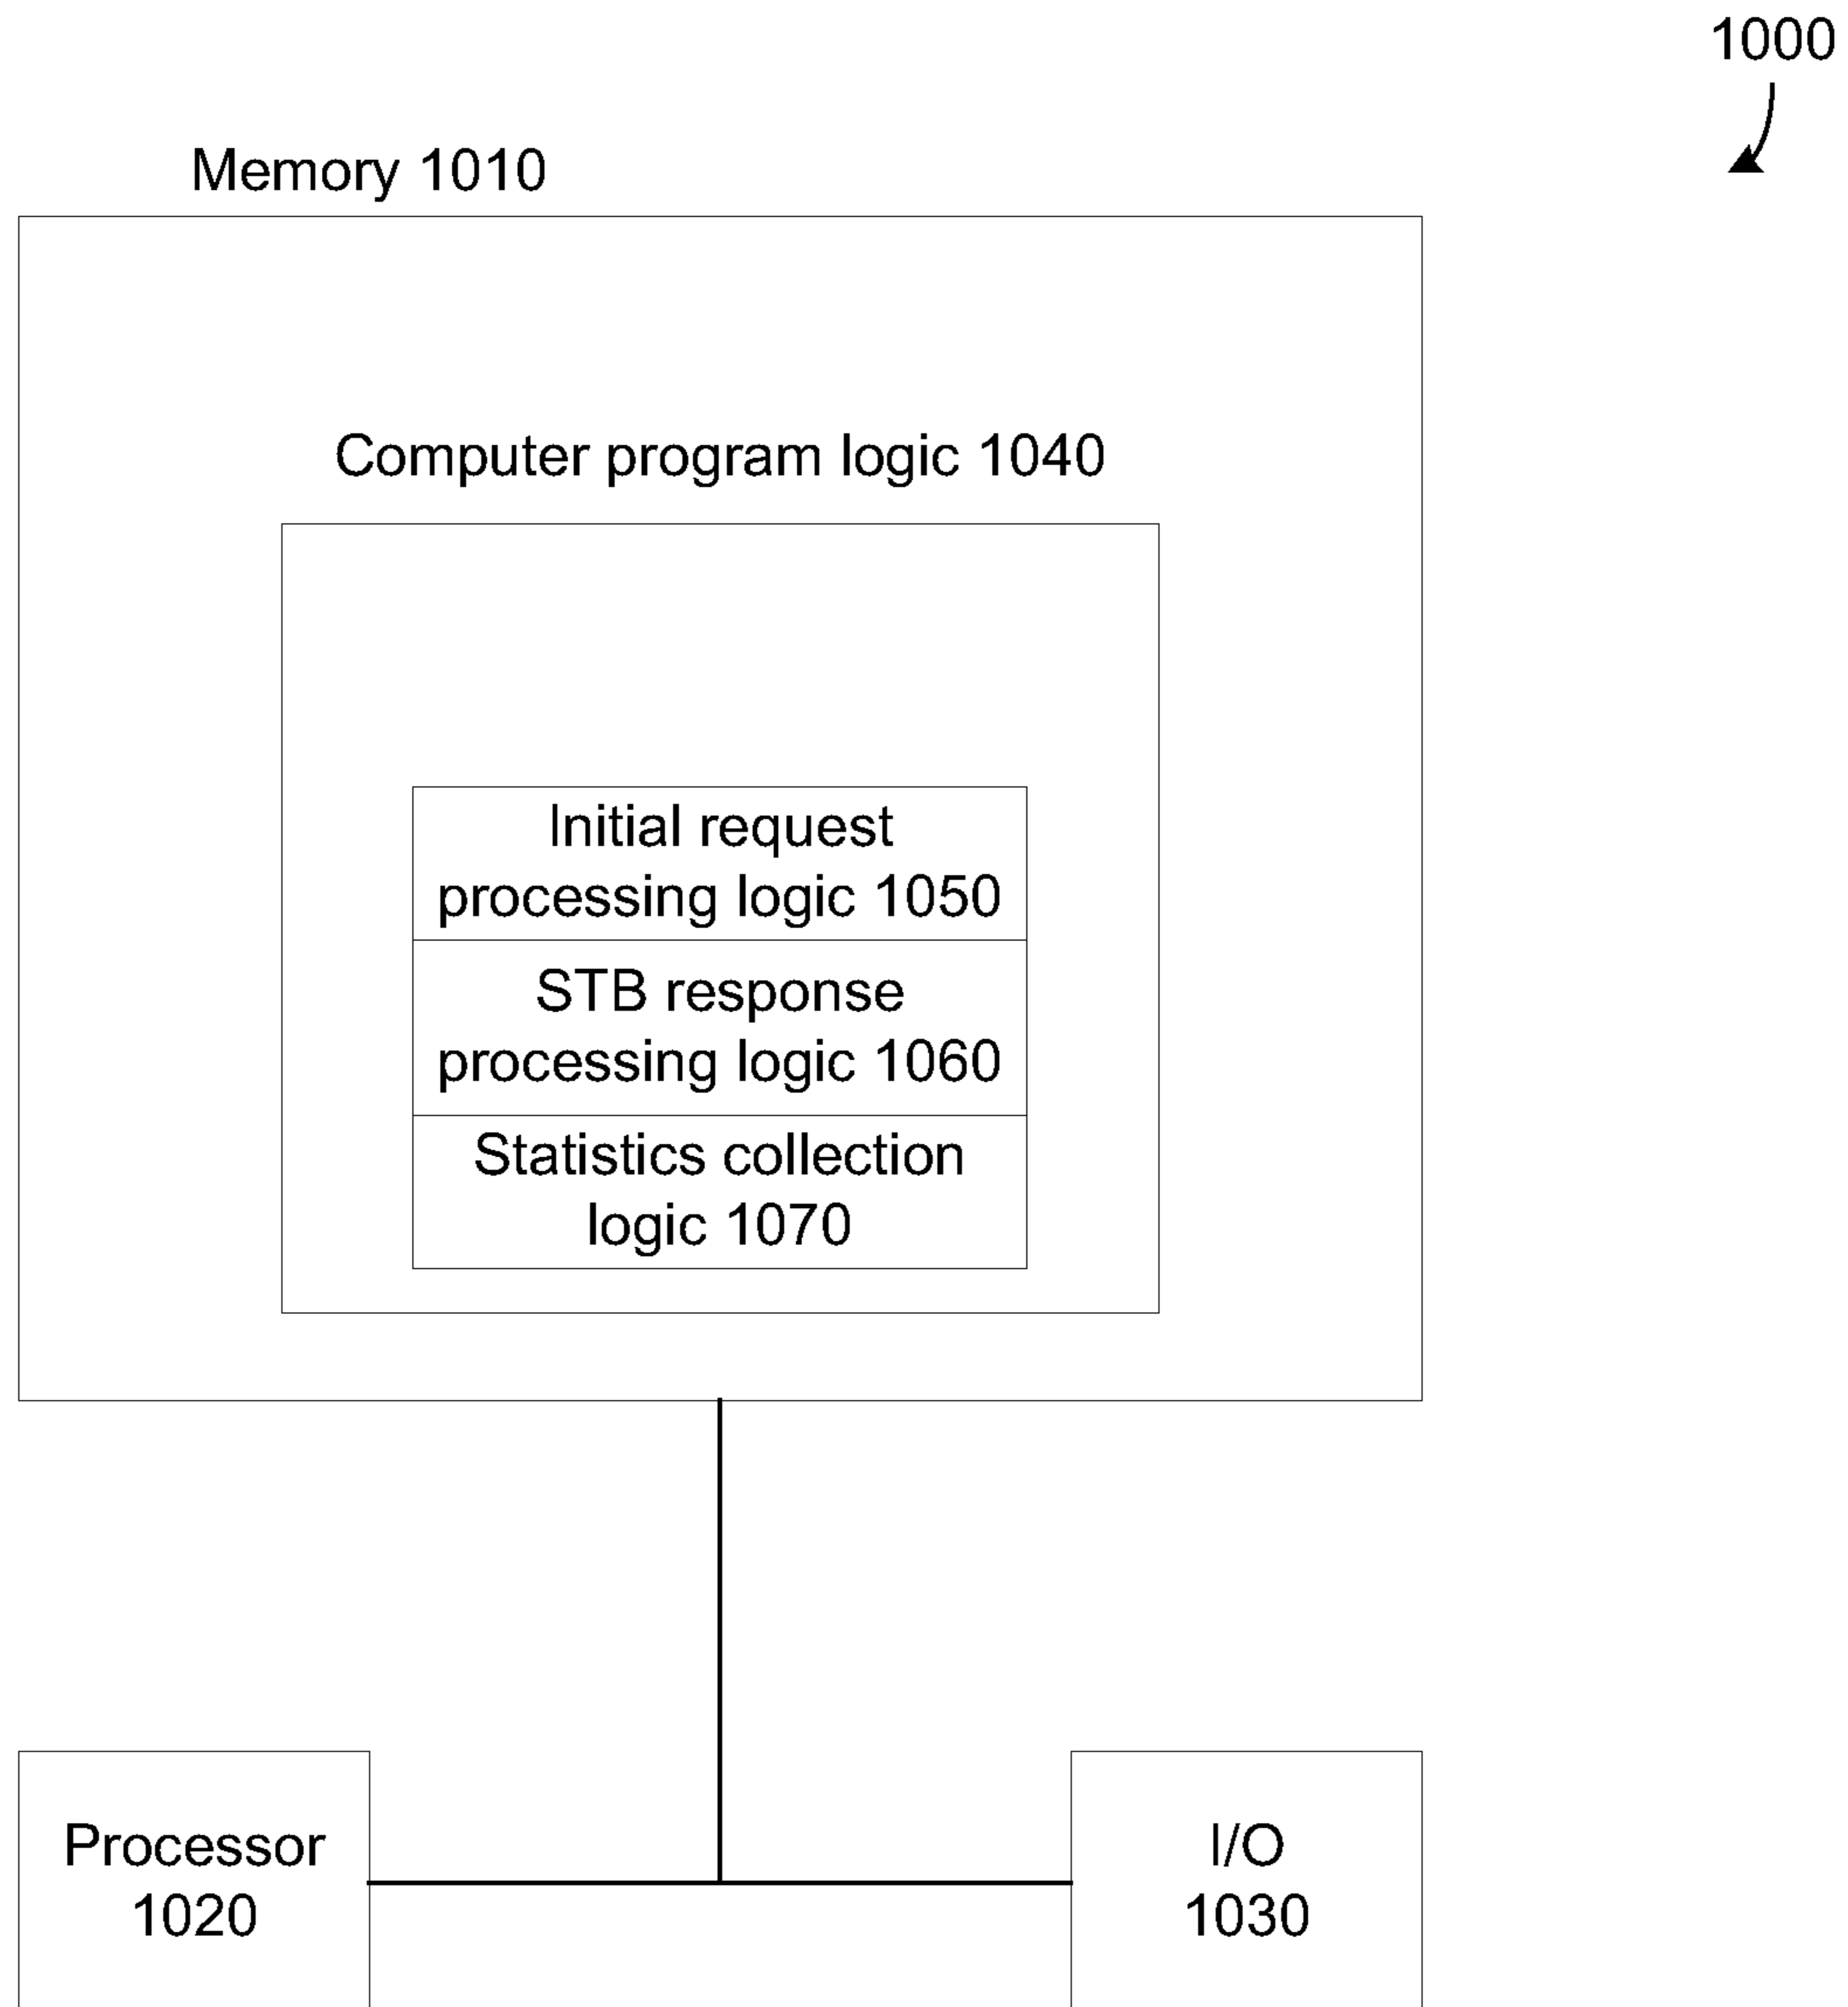 1000
Memory 1010
Computer program logic 1040
Initial request
processing logic 1050
STB response
processing logic 1060
Statistics collection
logic 1070
Processor
1020
I/O
1030